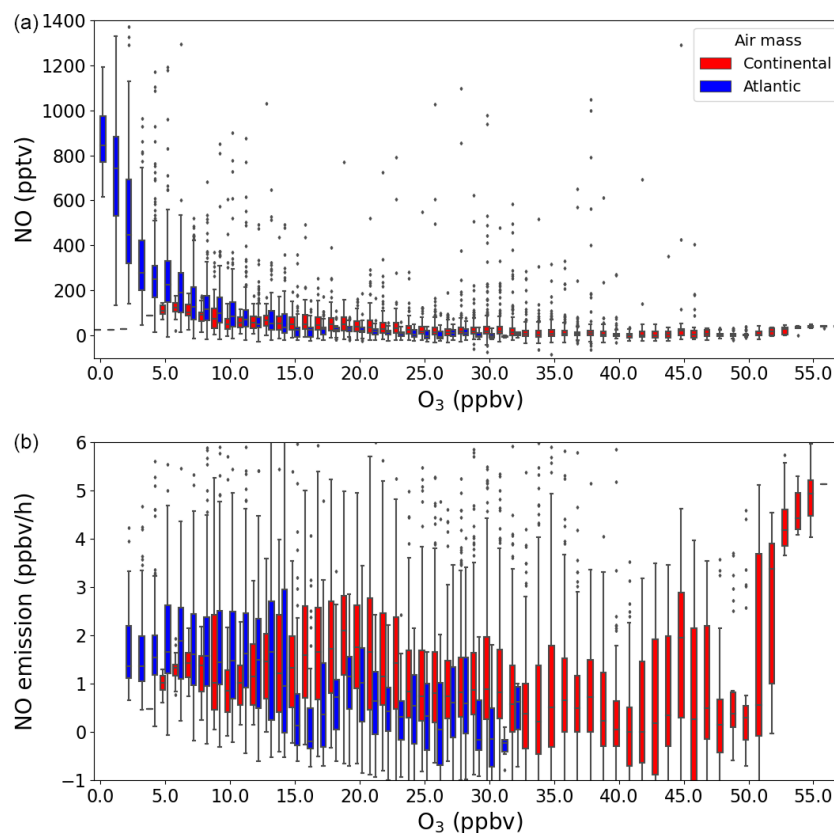 (a)
1400
1200
1000
800
600
400
200
0
NO (pptv)
Air mass
Continental
Atlantic
0.0 5.0 10.0 15.0 20.0 25.0 30.0 35.0 40.0 45.0 50.0 55.0
O3 (ppbv)
(b)
6
5
4
3
2
1
0
−1
NO emission (ppbv/h)
0.0 5.0 10.0 15.0 20.0 25.0 30.0 35.0 40.0 45.0 50.0 55.0
O3 (ppbv)